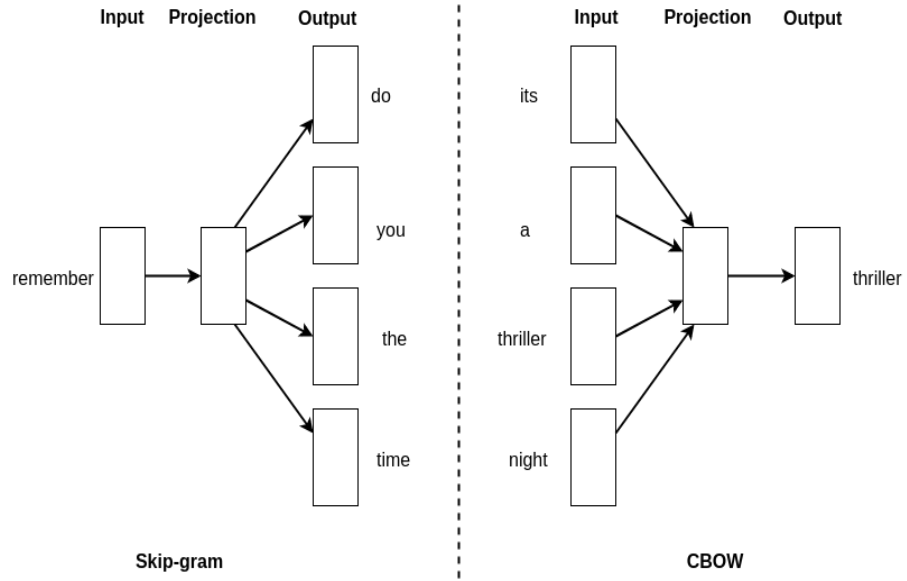 Input Projection Output
do
you
remember
the
time
Skip-gram
Input Projection Output
its
a
thriller
thriller
night
CBOW